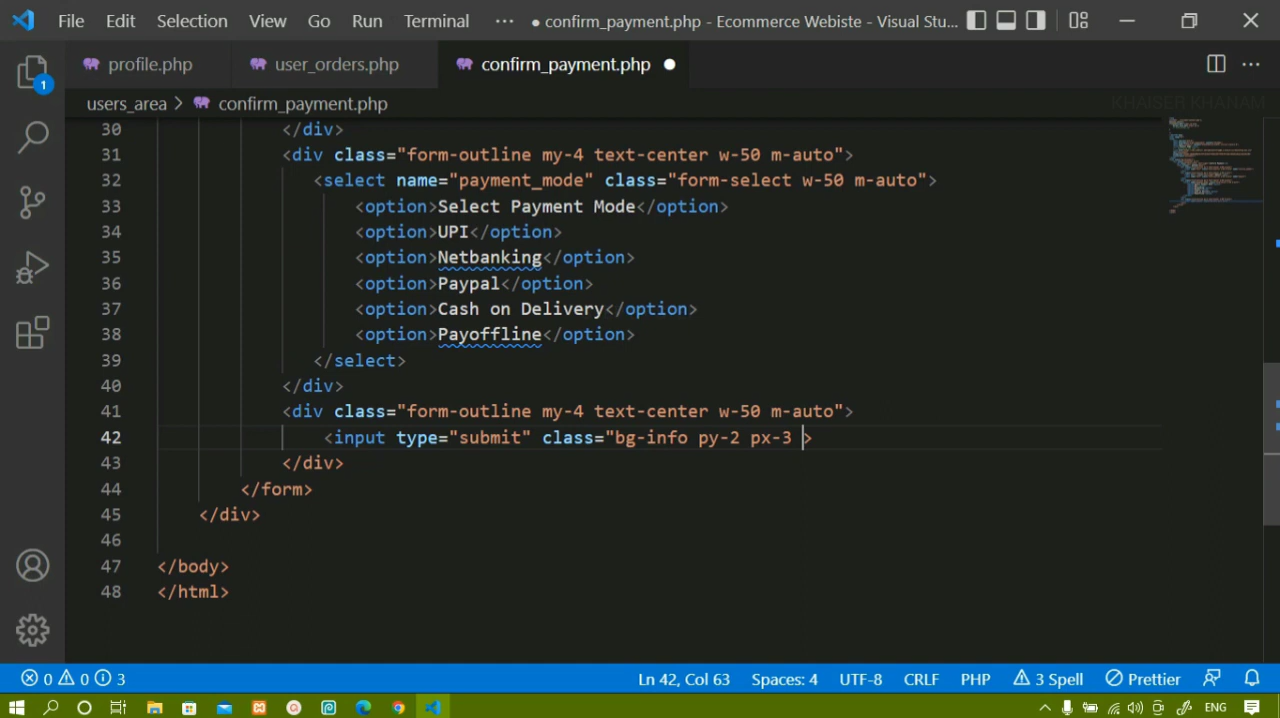 File Edit Selection View Go Run Terminal ··· ● confirm_payment.php - Ecommerce Webiste - Visual Stu...
profile.php user_orders.php confirm_payment.php ●
users_area > confirm_payment.php
KHAISER KHANAM
1
30 </div>
31 <div class="form-outline my-4 text-center w-50 m-auto">
32 <select name="payment_mode" class="form-select w-50 m-auto">
33 <option>Select Payment Mode</option>
34 <option>UPI</option>
35 <option>Netbanking</option>
36 <option>Paypal</option>
37 <option>Cash on Delivery</option>
38 <option>Payoffline</option>
39 </select>
40 </div>
41 <div class="form-outline my-4 text-center w-50 m-auto">
42 <input type="submit" class="bg-info py-2 px-3 >
43 </div>
44 </form>
45 </div>
46
47 </body>
48 </html>
0 0 3 Ln 42, Col 63 Spaces: 4 UTF-8 CRLF PHP 3 Spell Prettier
ENG